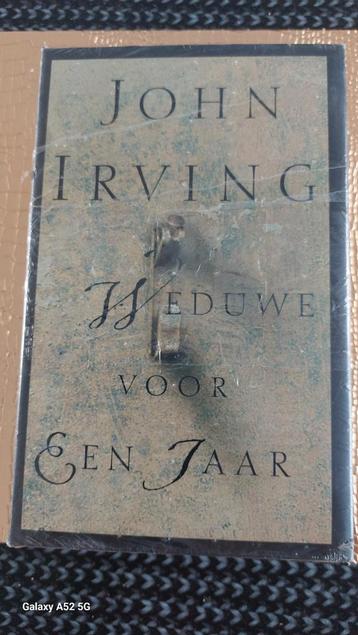 JOHN
IRVING
WEDUWE
VOOR
EEN JAAR
Galaxy A52 5G